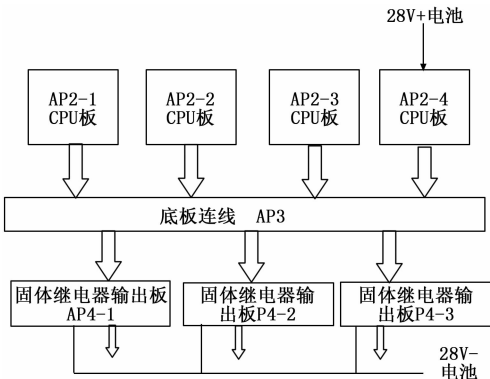 28V+电池
AP2-1
CPU板
AP2-2
CPU板
AP2-3
CPU板
AP2-4
CPU板
底板连线 AP3
固体继电器输出板
AP4-1
固体继电器输
出板P4-2
固体继电器输
出板P4-3
28V-
电池